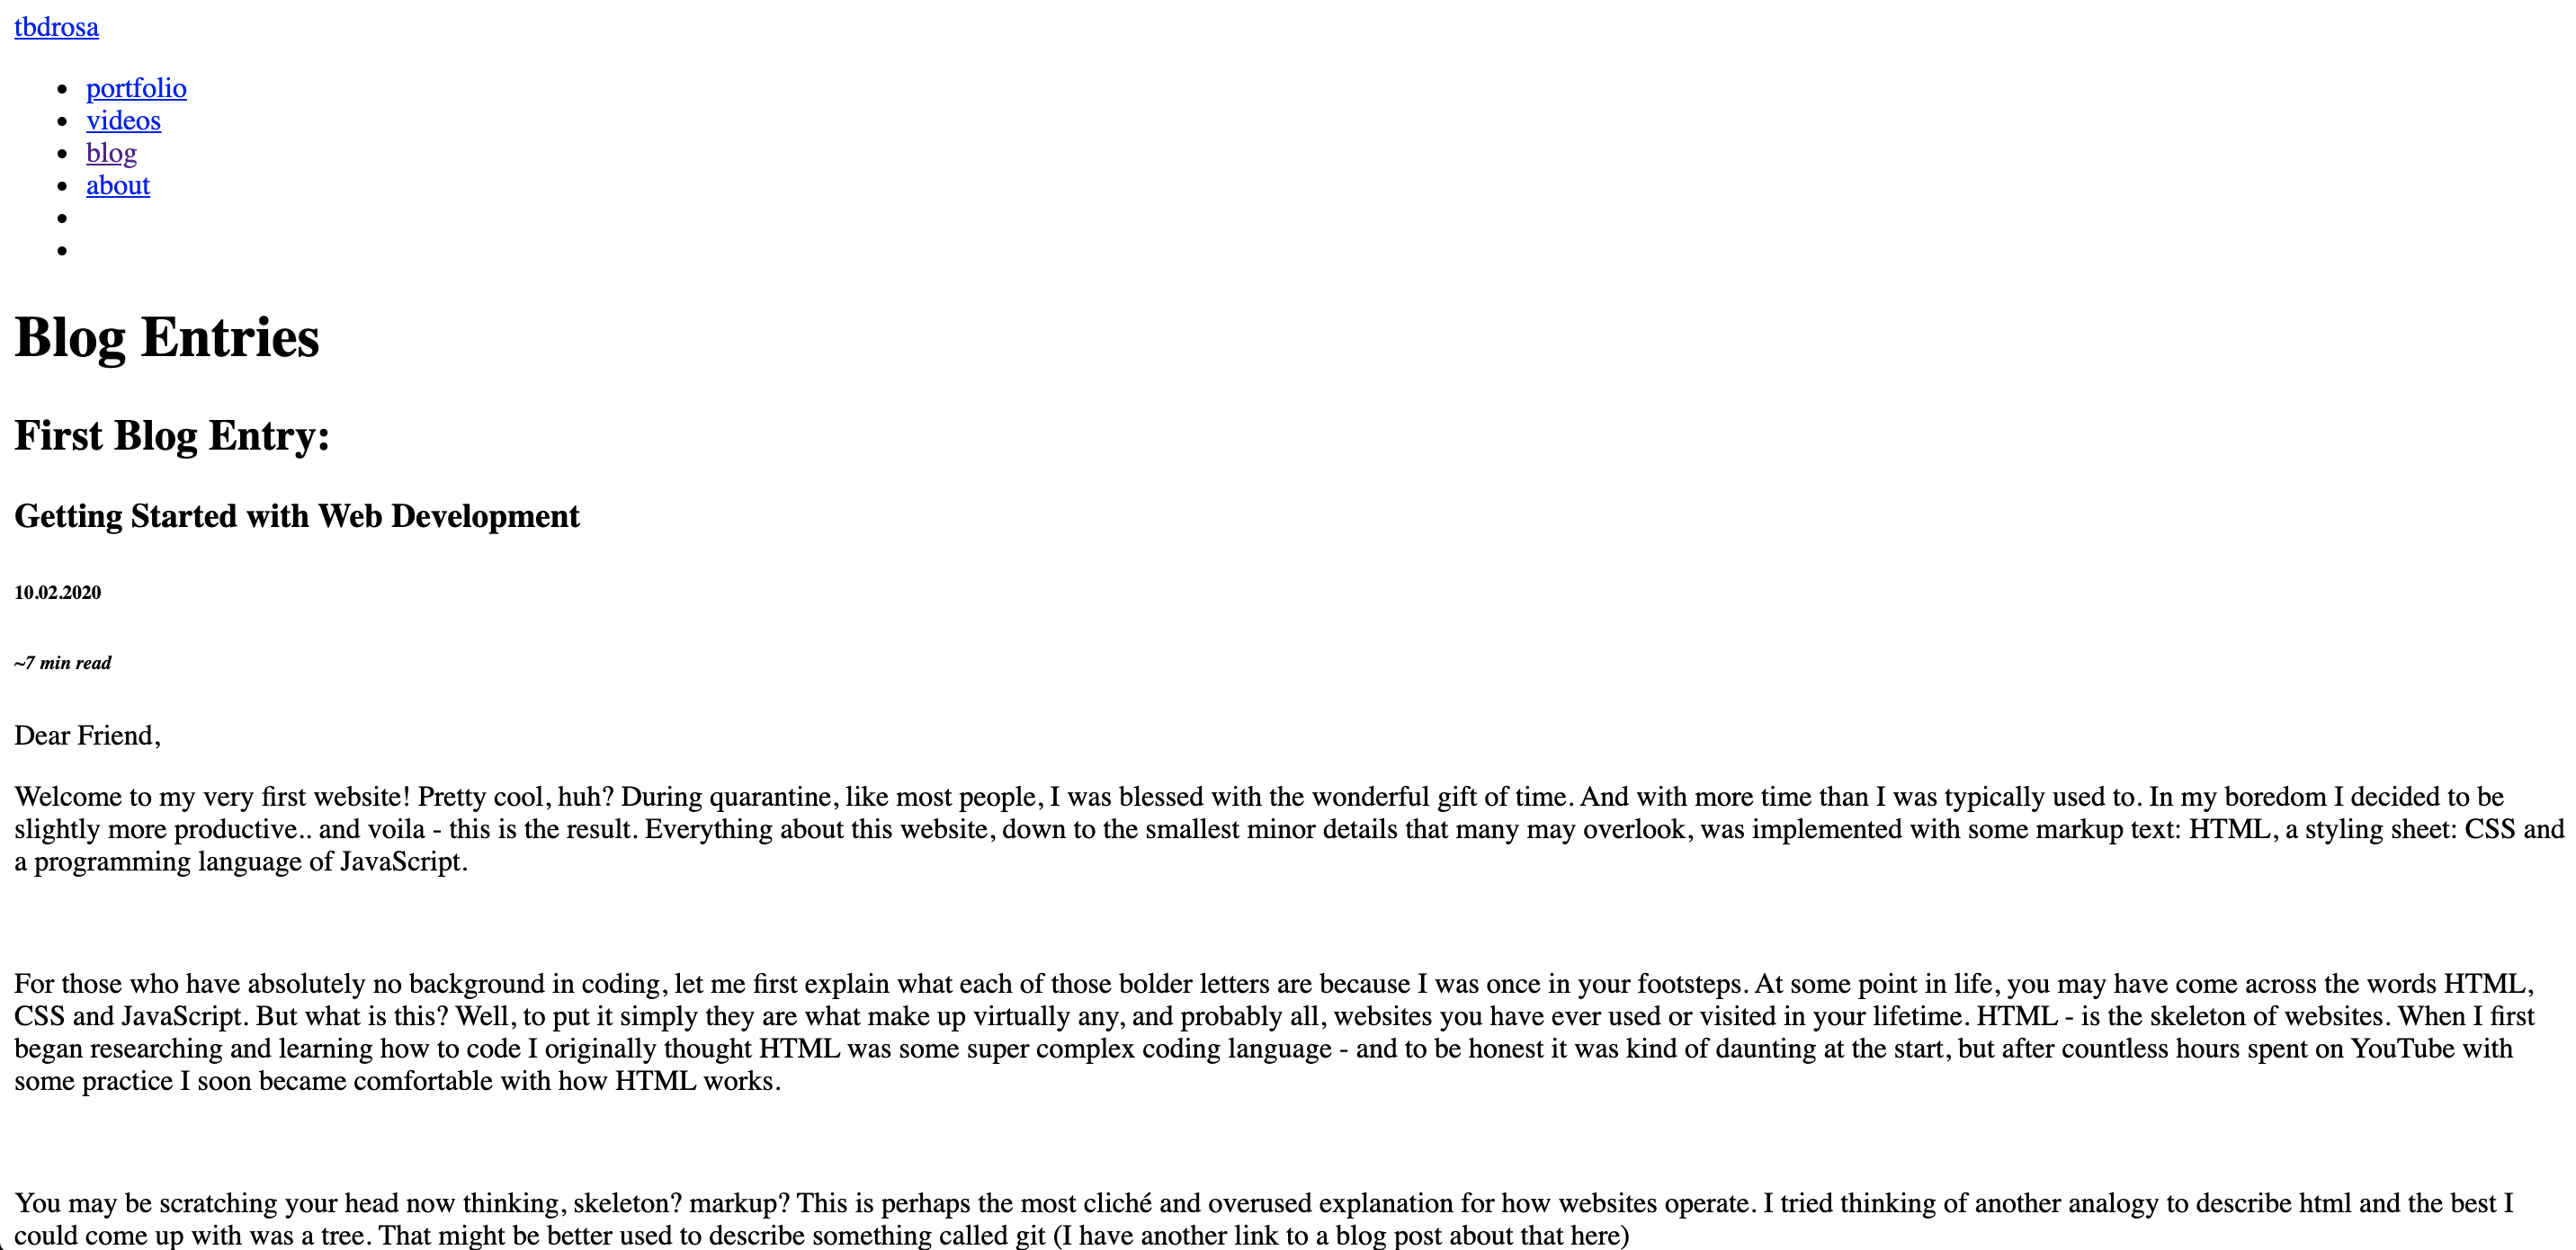 tbdrosa
portfolio
videos
blog
about
Blog Entries
First Blog Entry:
Getting Started with Web Development
10.02.2020
~7 min read
Dear Friend,
Welcome to my very first website! Pretty cool, huh? During quarantine, like most people, I was blessed with the wonderful gift of time. And with more time than I was typically used to. In my boredom I decided to be
slightly more productive.. and voila - this is the result. Everything about this website, down to the smallest minor details that many may overlook, was implemented with some markup text: HTML, a styling sheet: CSS and
a programming language of JavaScript.
For those who have absolutely no background in coding, let me first explain what each of those bolder letters are because I was once in your footsteps. At some point in life, you may have come across the words HTML,
CSS and JavaScript. But what is this? Well, to put it simply they are what make up virtually any, and probably all, websites you have ever used or visited in your lifetime. HTML - is the skeleton of websites. When I first
began researching and learning how to code I originally thought HTML was some super complex coding language - and to be honest it was kind of daunting at the start, but after countless hours spent on YouTube with
some practice I soon became comfortable with how HTML works.
You may be scratching your head now thinking, skeleton? markup? This is perhaps the most cliché and overused explanation for how websites operate. I tried thinking of another analogy to describe html and the best I
could come up with was a tree. That might be better used to describe something called git (I have another link to a blog post about that here)